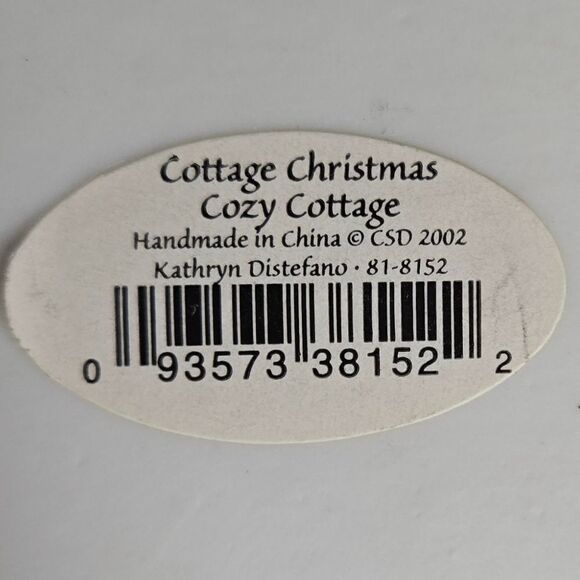 Cottage Christmas
Cozy Cottage
Handmade in China © CSD 2002
Kathryn Distefano · 81-8152
0 93573 38152 2